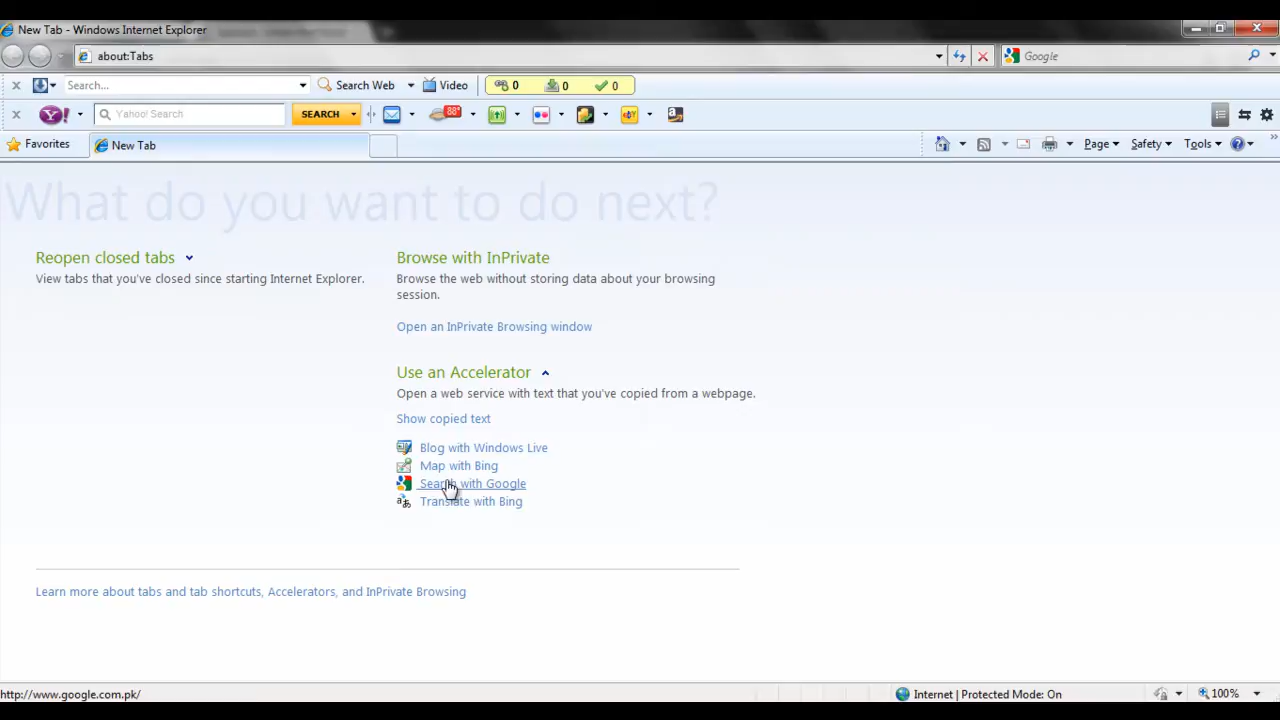 New Tab - Windows Internet Explorer
about:Tabs
Google
Search...
Search Web
Video
0
0
0
Y!
Yahoo! Search
SEARCH
88°
Favorites
New Tab
Page
Safety
Tools
What do you want to do next?
Reopen closed tabs
View tabs that you've closed since starting Internet Explorer.
Browse with InPrivate
Browse the web without storing data about your browsing
session.
Open an InPrivate Browsing window
Use an Accelerator
Open a web service with text that you've copied from a webpage.
Show copied text
Blog with Windows Live
Map with Bing
Search with Google
Translate with Bing
Learn more about tabs and tab shortcuts, Accelerators, and InPrivate Browsing
http://www.google.com.pk/
Internet | Protected Mode: On
100%